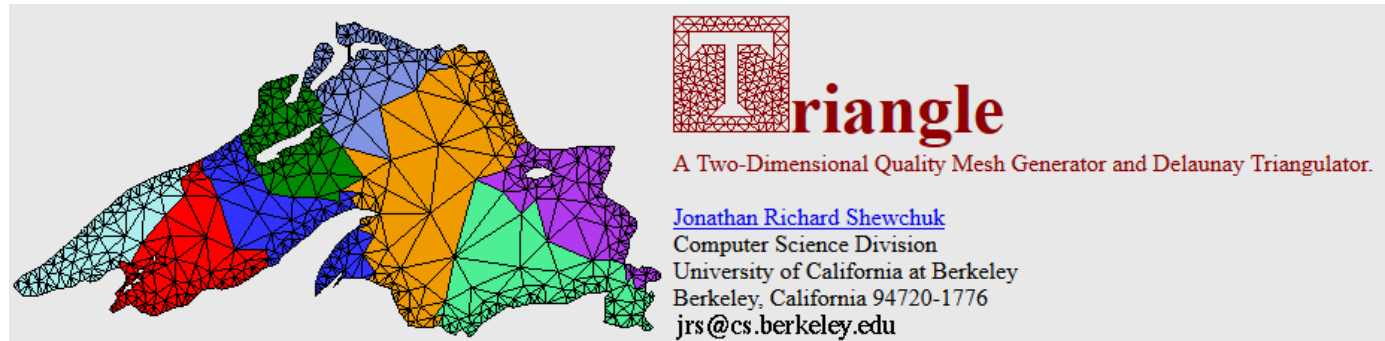 Triangle
A Two-Dimensional Quality Mesh Generator and Delaunay Triangulator.
Jonathan Richard Shewchuk
Computer Science Division
University of California at Berkeley
Berkeley, California 94720-1776
jrs@cs.berkeley.edu